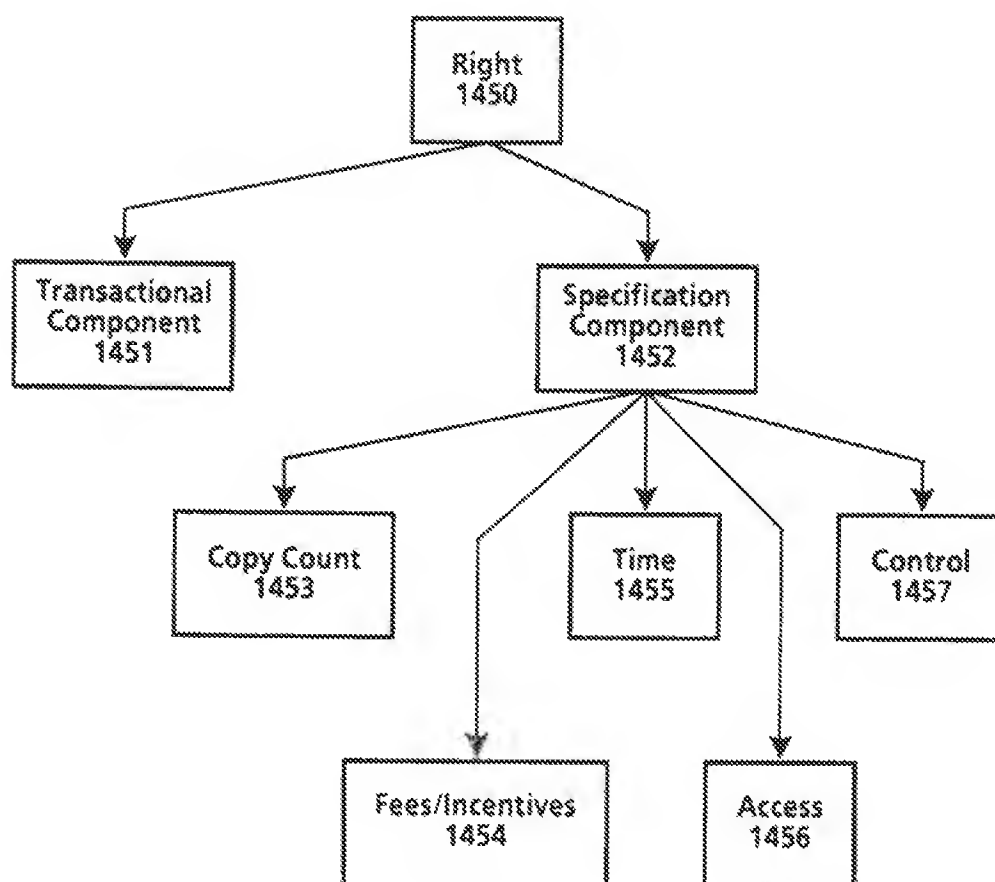 Right
1450
Transactional
Component
1451
Specification
Component
1452
Copy Count
1453
Time
1455
Control
1457
Fees/Incentives
1454
Access
1456